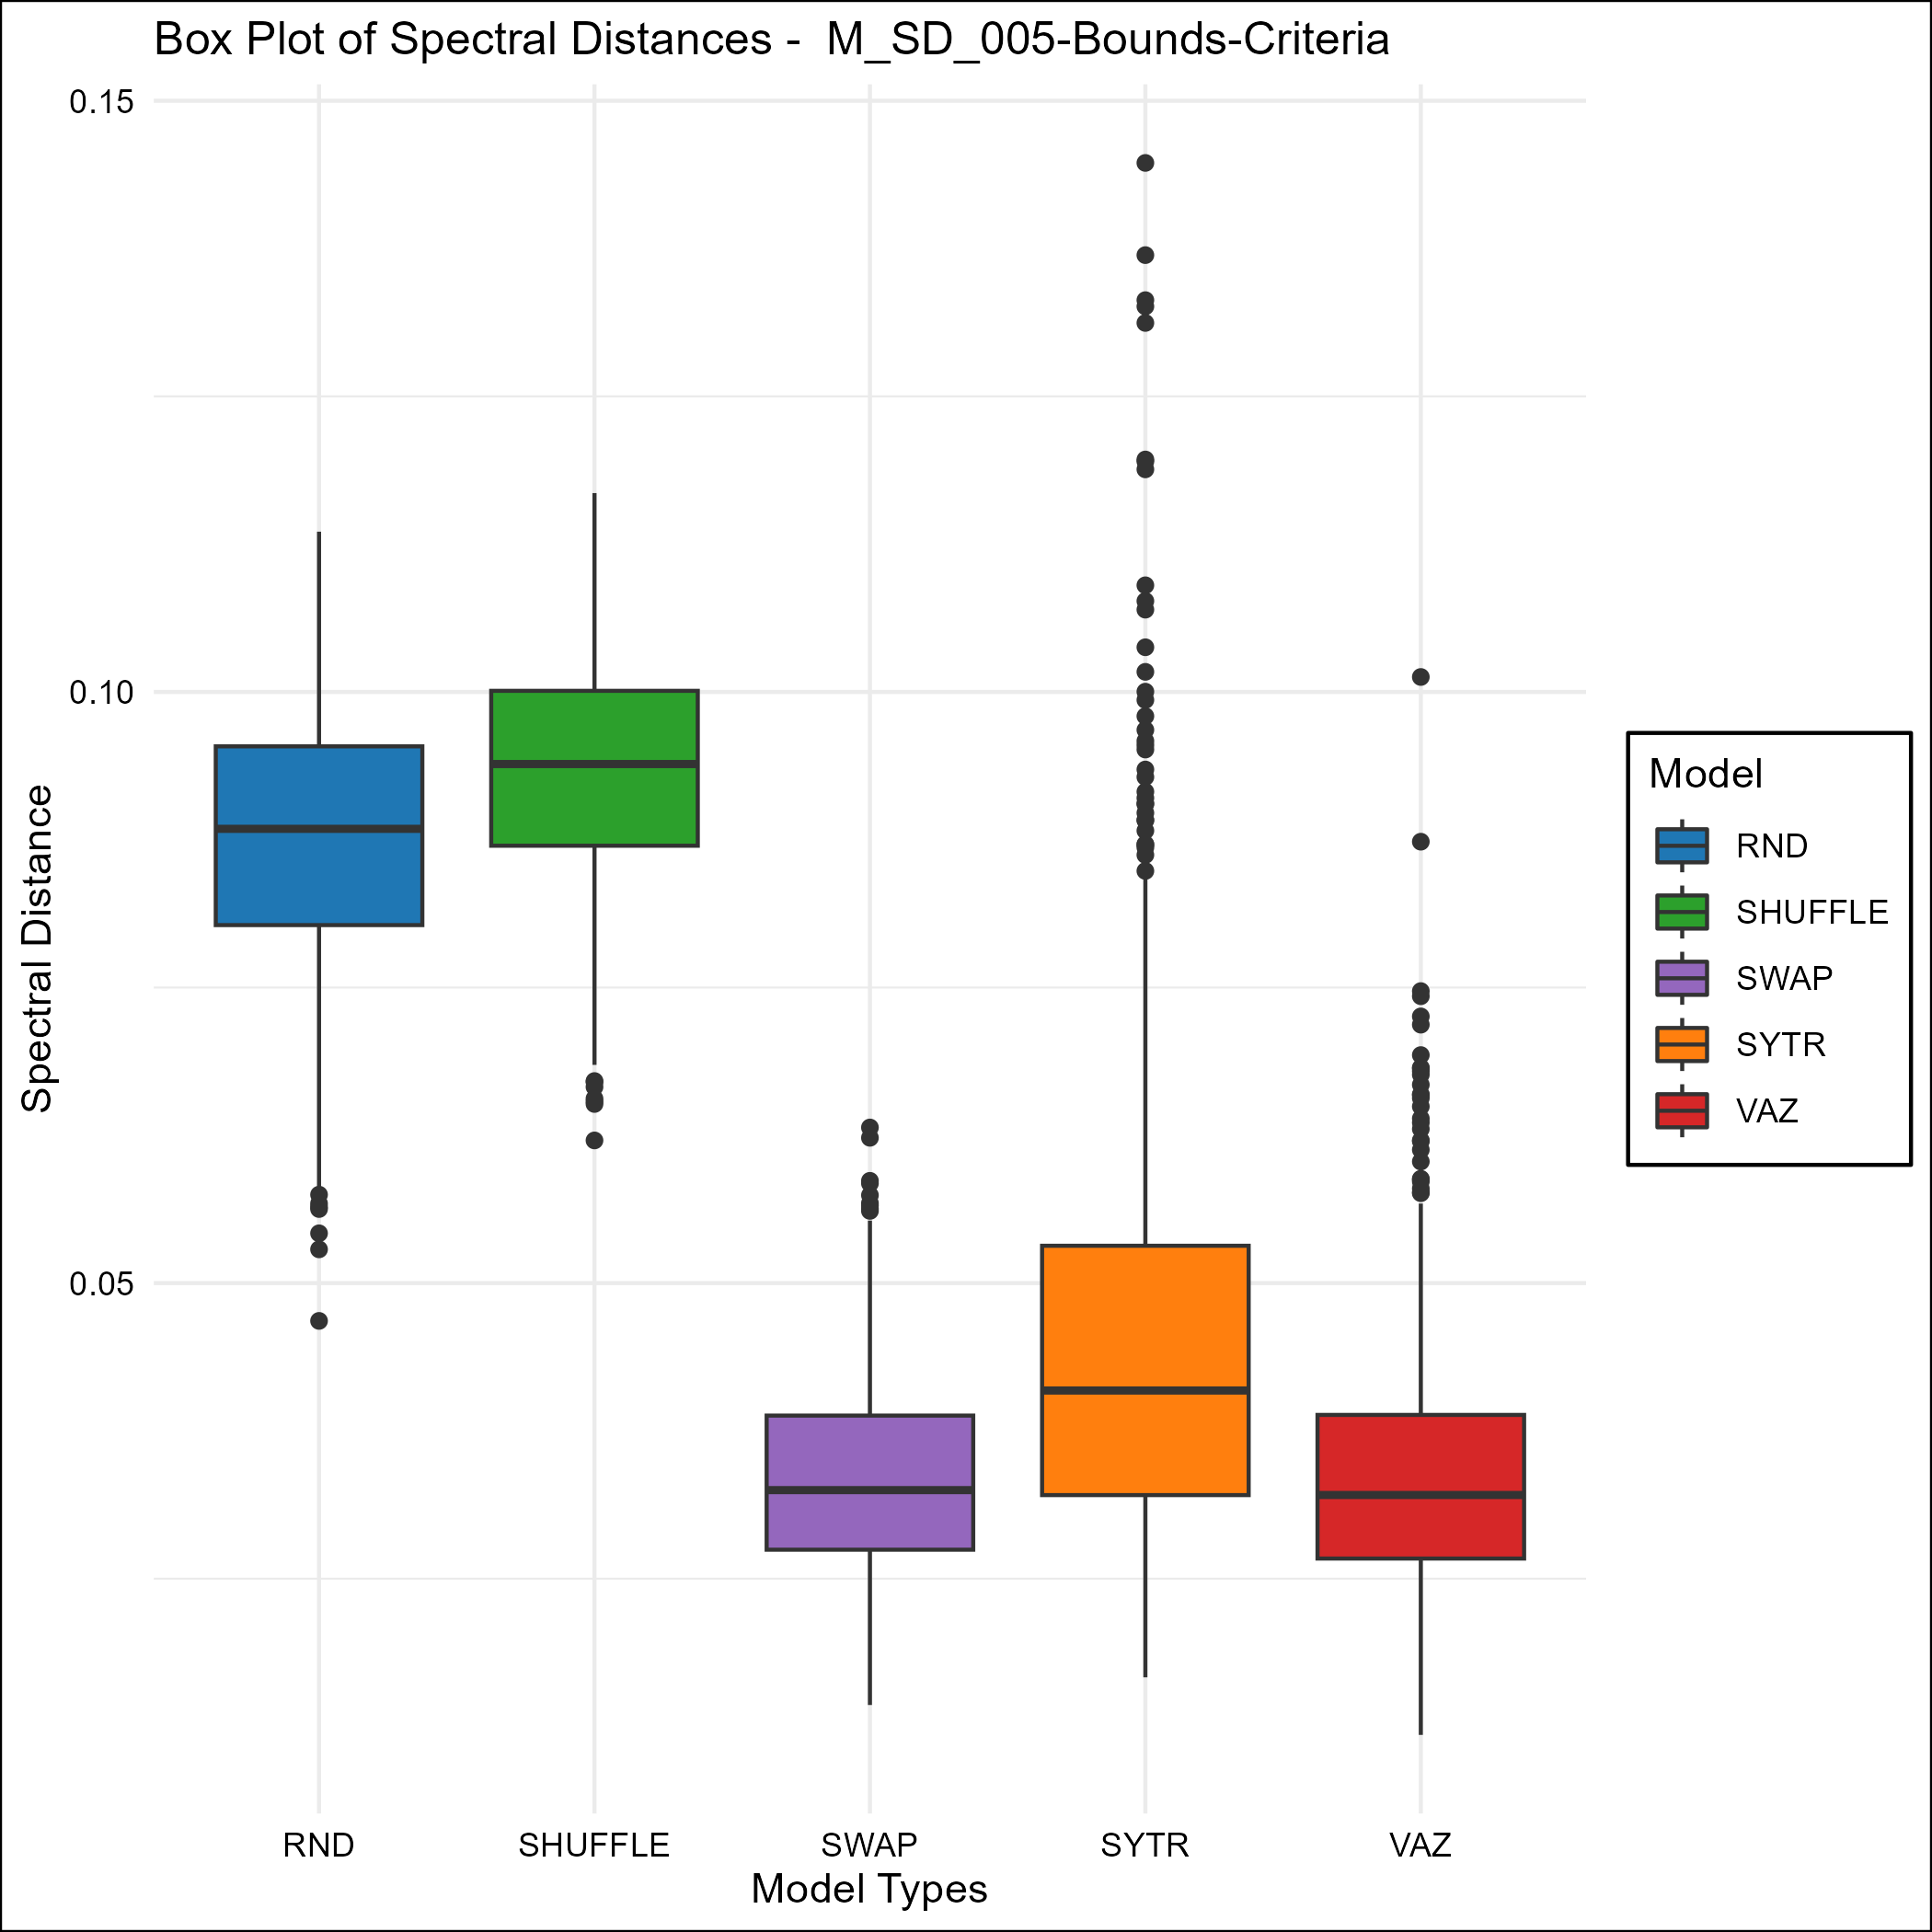 Box Plot of Spectral Distances -  M_SD_005-Bounds-Criteria
0.15
0.10
0.05
Spectral Distance
RND
SHUFFLE
SWAP
SYTR
VAZ
Model Types
Model
RND
SHUFFLE
SWAP
SYTR
VAZ